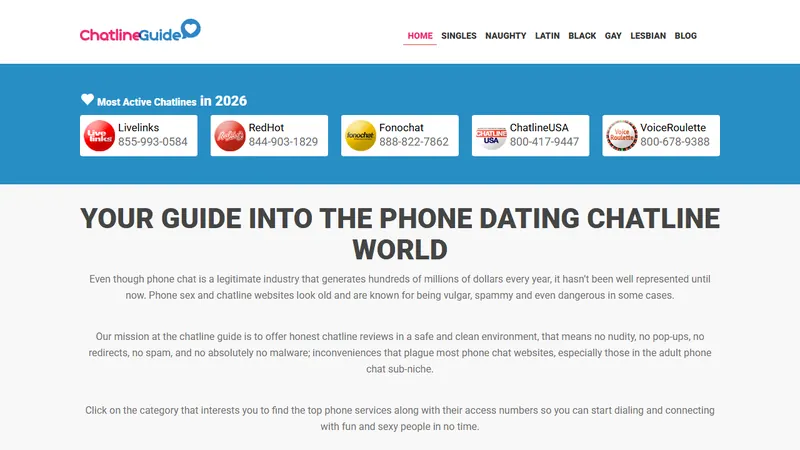 ChatlineGuide
HOME SINGLES NAUGHTY LATIN BLACK GAY LESBIAN BLOG
Most Active Chatlines in 2026
Live links
Livelinks
855-993-0584
RedHot
RedHot
844-903-1829
fonochat
Fonochat
888-822-7862
CHATLINE USA
ChatlineUSA
800-417-9447
Voice Roulette
VoiceRoulette
800-678-9388
YOUR GUIDE INTO THE PHONE DATING CHATLINE
WORLD
Even though phone chat is a legitimate industry that generates hundreds of millions of dollars every year, it hasn't been well represented until
now. Phone sex and chatline websites look old and are known for being vulgar, spammy and even dangerous in some cases.
Our mission at the chatline guide is to offer honest chatline reviews in a safe and clean environment, that means no nudity, no pop-ups, no
redirects, no spam, and no absolutely no malware; inconveniences that plague most phone chat websites, especially those in the adult phone
chat sub-niche.
Click on the category that interests you to find the top phone services along with their access numbers so you can start dialing and connecting
with fun and sexy people in no time.